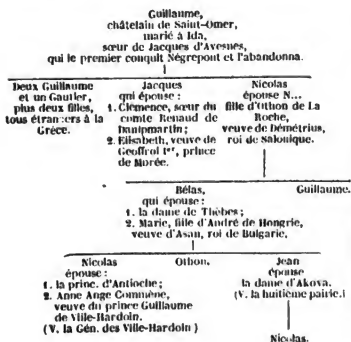 Guillaume,
châtelain de Saint-Omer,
marié à Ida,
sœur de Jacques d'Avesnes,
qui le premier conquit Négrepont et l'abandonna.
Deux Guillaume
et un Gautier,
plus deux filles,
tous étrangers à la
Grèce.
Jacques
qui épouse :
1. Clémence, sœur du
comte Renaud de
Danipmartin;
2. Elisabeth, veuve de
Geoffroi Ier, prince
de Morée.
Nicolas
épouse N...
fille d'Othon de La
Roche,
veuve de Démétrius,
roi de Salonique.
Bélas,
qui épouse :
1. la dame de Thèbes;
2. Marie, fille d'André de Hongrie,
veuve d'Asan, roi de Bulgarie.
Guillaume.
Nicolas
épouse :
1. la princ. d'Antioche;
2. Anne Ange Comnène,
veuve du prince Guillaume
de Ville-Hardoin.
(V. la Gén. des Ville-Hardoin)
Othon.
Jean
épouse
la dame d'Akova.
(V. la huitième pairie.)
Nicolas.